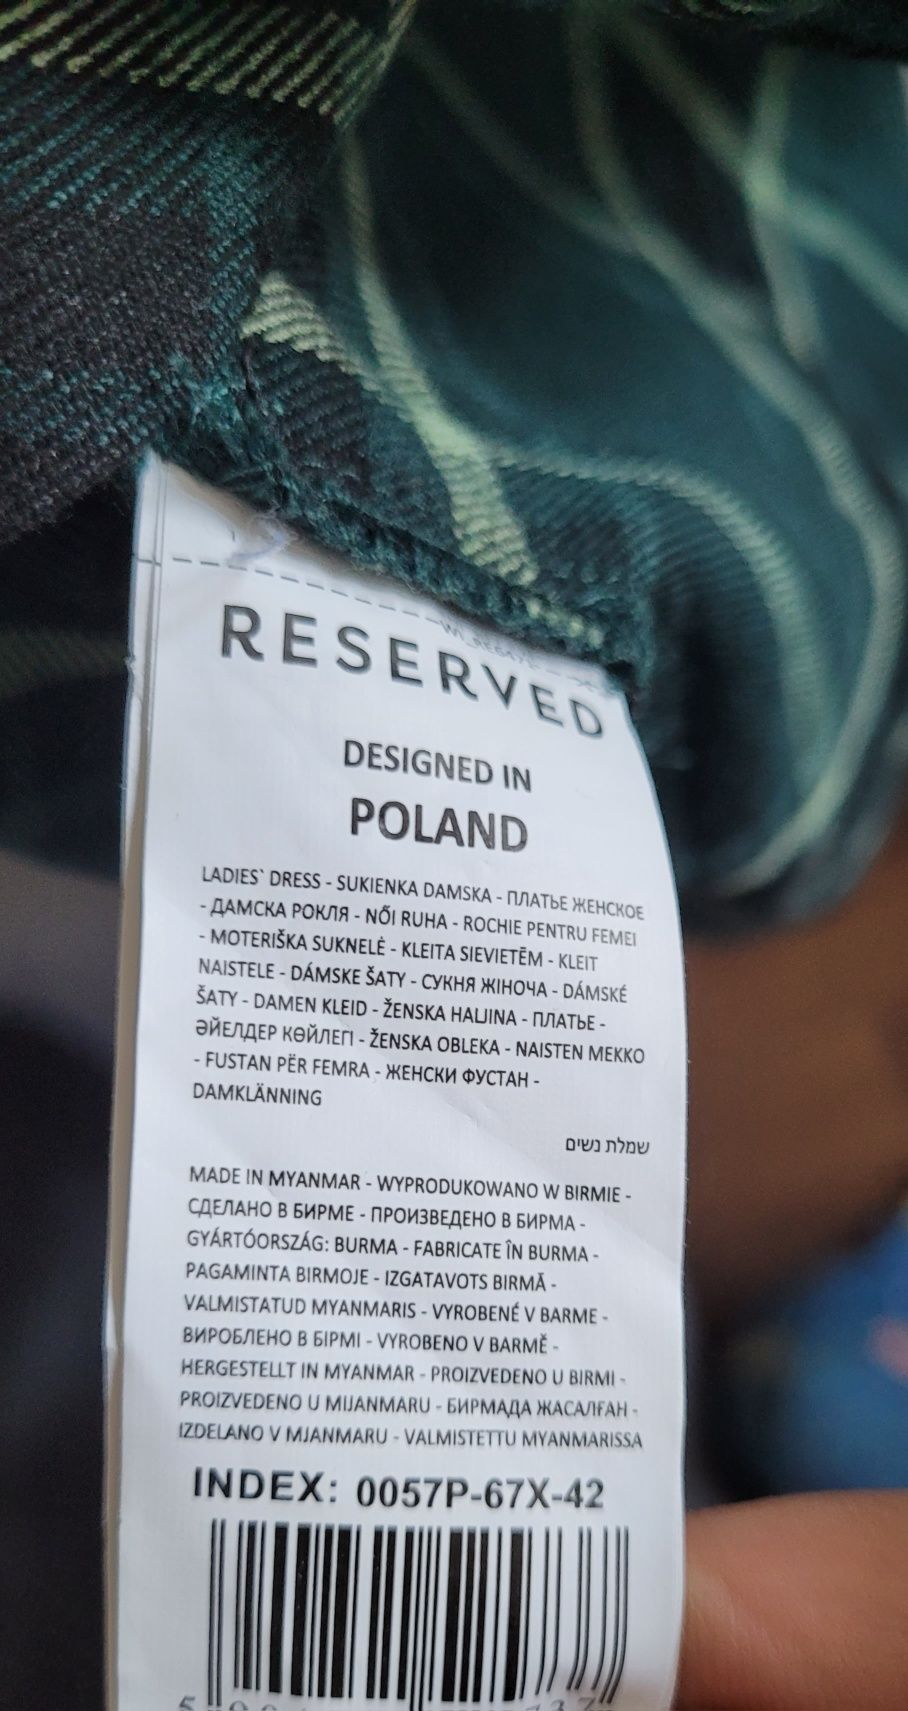 RESERVED
DESIGNED IN
POLAND
LADIES` DRESS - SUKIENKA DAMSKA - ПЛАТЬЕ ЖЕНСКОЕ
- ДАМСКА РОКЛЯ - NŐI RUHA - ROCHIE PENTRU FEMEI
- MOTERIŠKA SUKNELĖ - KLEITA SIEVIETĒM - KLEIT
NAISTELE - DÁMSKE ŠATY - СУКНЯ ЖІНОЧА - DÁMSKÉ
ŠATY - DAMEN KLEID - ŽENSKA HALJINA - ПЛАТЬЕ -
ӘЙЕЛДЕР КӨЙЛЕГІ - ŽENSKA OBLEKA - NAISTEN MEKKO
- FUSTAN PËR FEMRA - ЖЕНСКИ ФУСТАН -
DAMKLÄNNING
שמלת נשים
MADE IN MYANMAR - WYPRODUKOWANO W BIRMIE -
СДЕЛАНО В БИРМЕ - ПРОИЗВЕДЕНО В БИРМА -
GYÁRTÓORSZÁG: BURMA - FABRICATE ÎN BURMA -
PAGAMINTA BIRMOJE - IZGATAVOTS BIRMĀ -
VALMISTATUD MYANMARIS - VYROBENÉ V BARME -
ВИРОБЛЕНО В БІРМІ - VYROBENO V BARMĚ -
HERGESTELLT IN MYANMAR - PROIZVEDENO U BIRMI -
PROIZVEDENO U MIJANMARU - БИРМАДА ЖАСАЛҒАН -
IZDELANO V MJANMARU - VALMISTETTU MYANMARISSA
INDEX: 0057P-67X-42